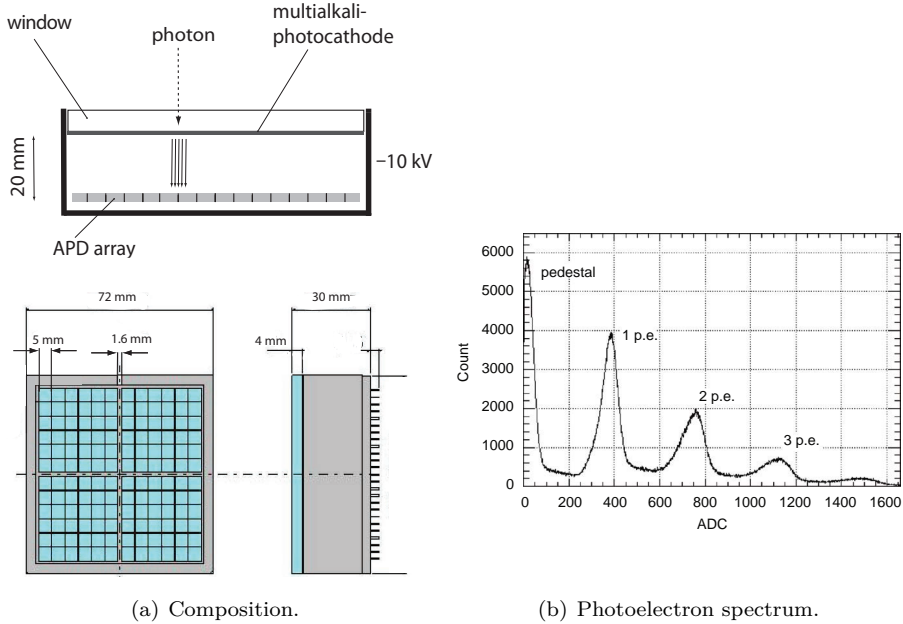 window
photon
multialkali-
photocathode
20 mm
−10 kV
APD array
72 mm
30 mm
5 mm
1.6 mm
4 mm
(a) Composition.
6000
5000
4000
3000
2000
1000
0
Count
pedestal
1 p.e.
2 p.e.
3 p.e.
0 200 400 600 800 1000 1200 1400 1600
ADC
(b) Photoelectron spectrum.